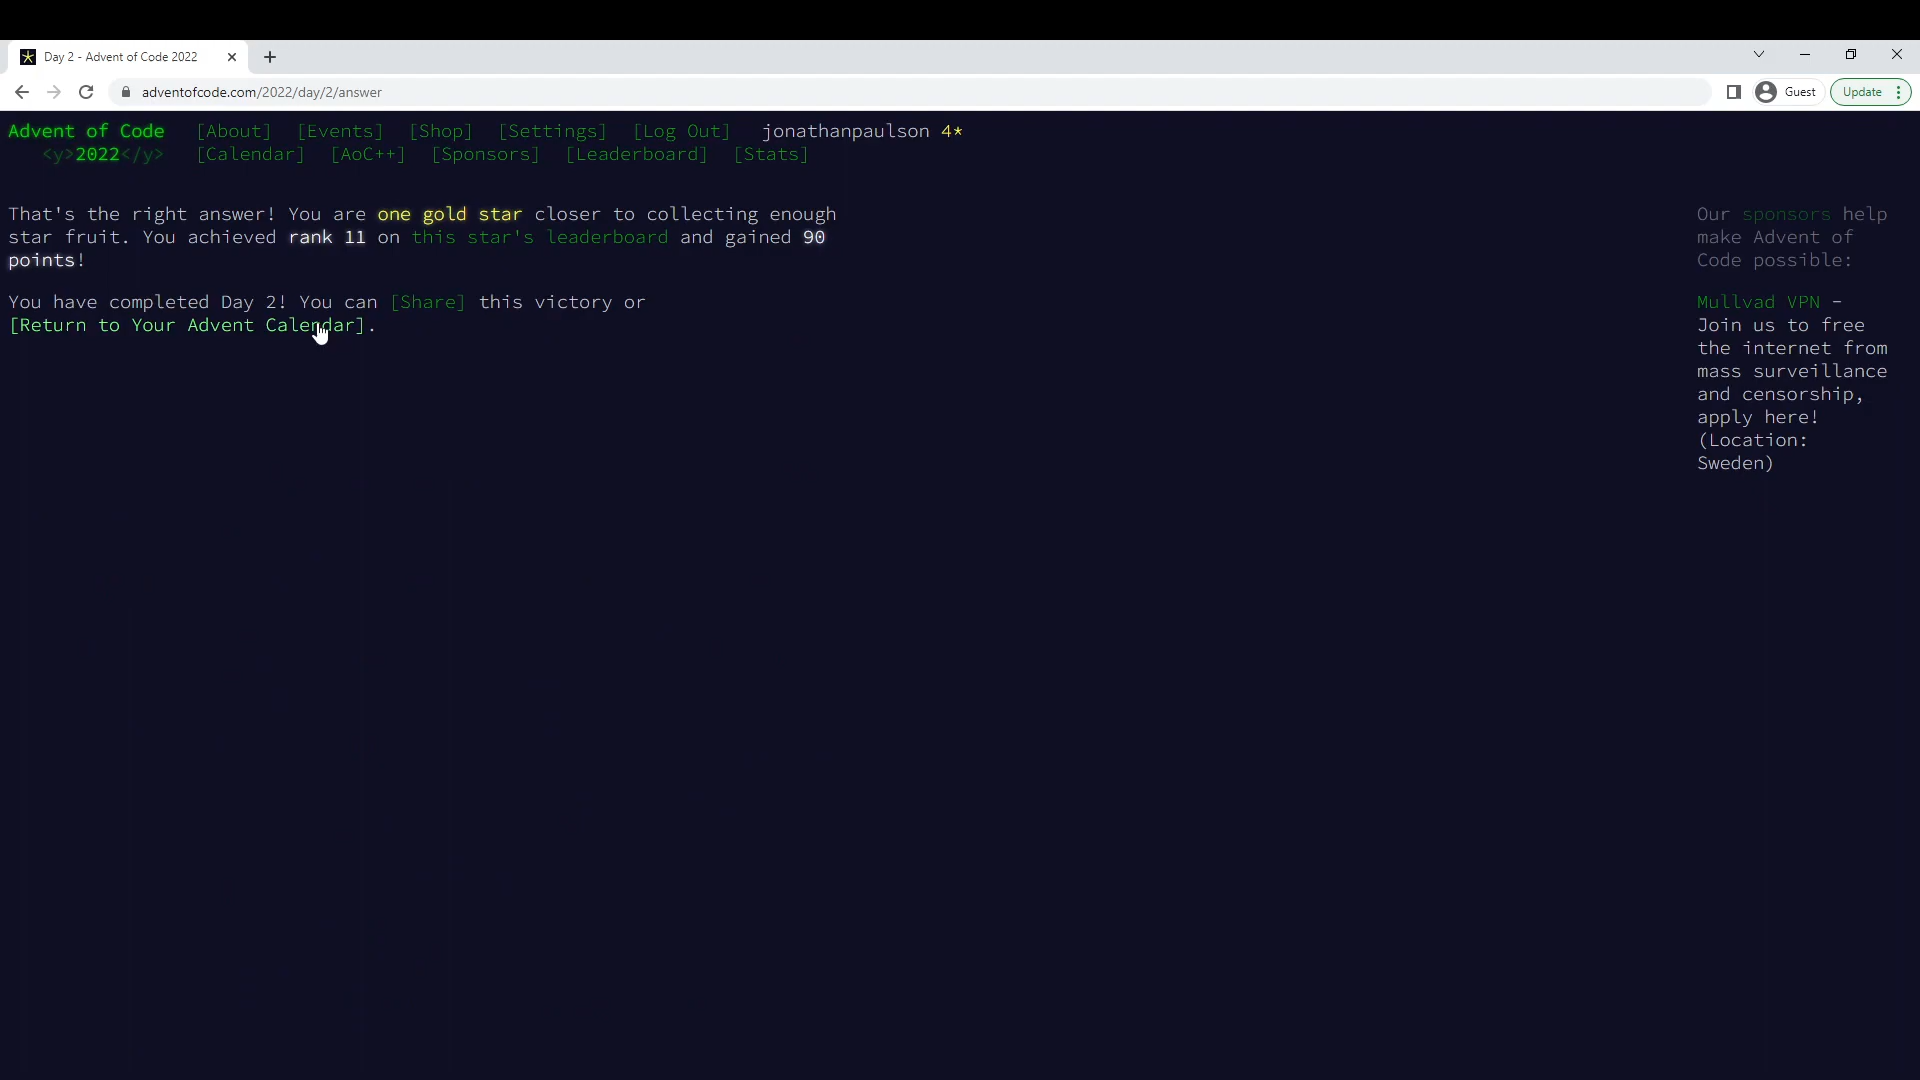 Day 2 - Advent of Code 2022
adventofcode.com/2022/day/2/answer
Guest
Update
Advent of Code [About] [Events] [Shop] [Settings] [Log Out] jonathanpaulson 4*
<y>2022</y> [Calendar] [AoC++] [Sponsors] [Leaderboard] [Stats]
That's the right answer! You are one gold star closer to collecting enough
star fruit. You achieved rank 11 on this star's leaderboard and gained 90
points!
You have completed Day 2! You can [Share] this victory or
[Return to Your Advent Calendar].
Our sponsors help
make Advent of
Code possible:
Mullvad VPN -
Join us to free
the internet from
mass surveillance
and censorship,
apply here!
(Location:
Sweden)